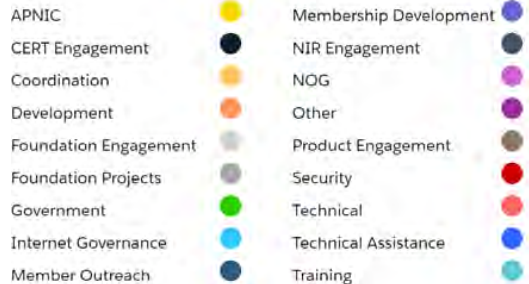 APNIC
CERT Engagement
Coordination
Development
Foundation Engagement
Foundation Projects
Government
Internet Governance
Member Outreach
Membership Development
NIR Engagement
NOG
Other
Product Engagement
Security
Technical
Technical Assistance
Training